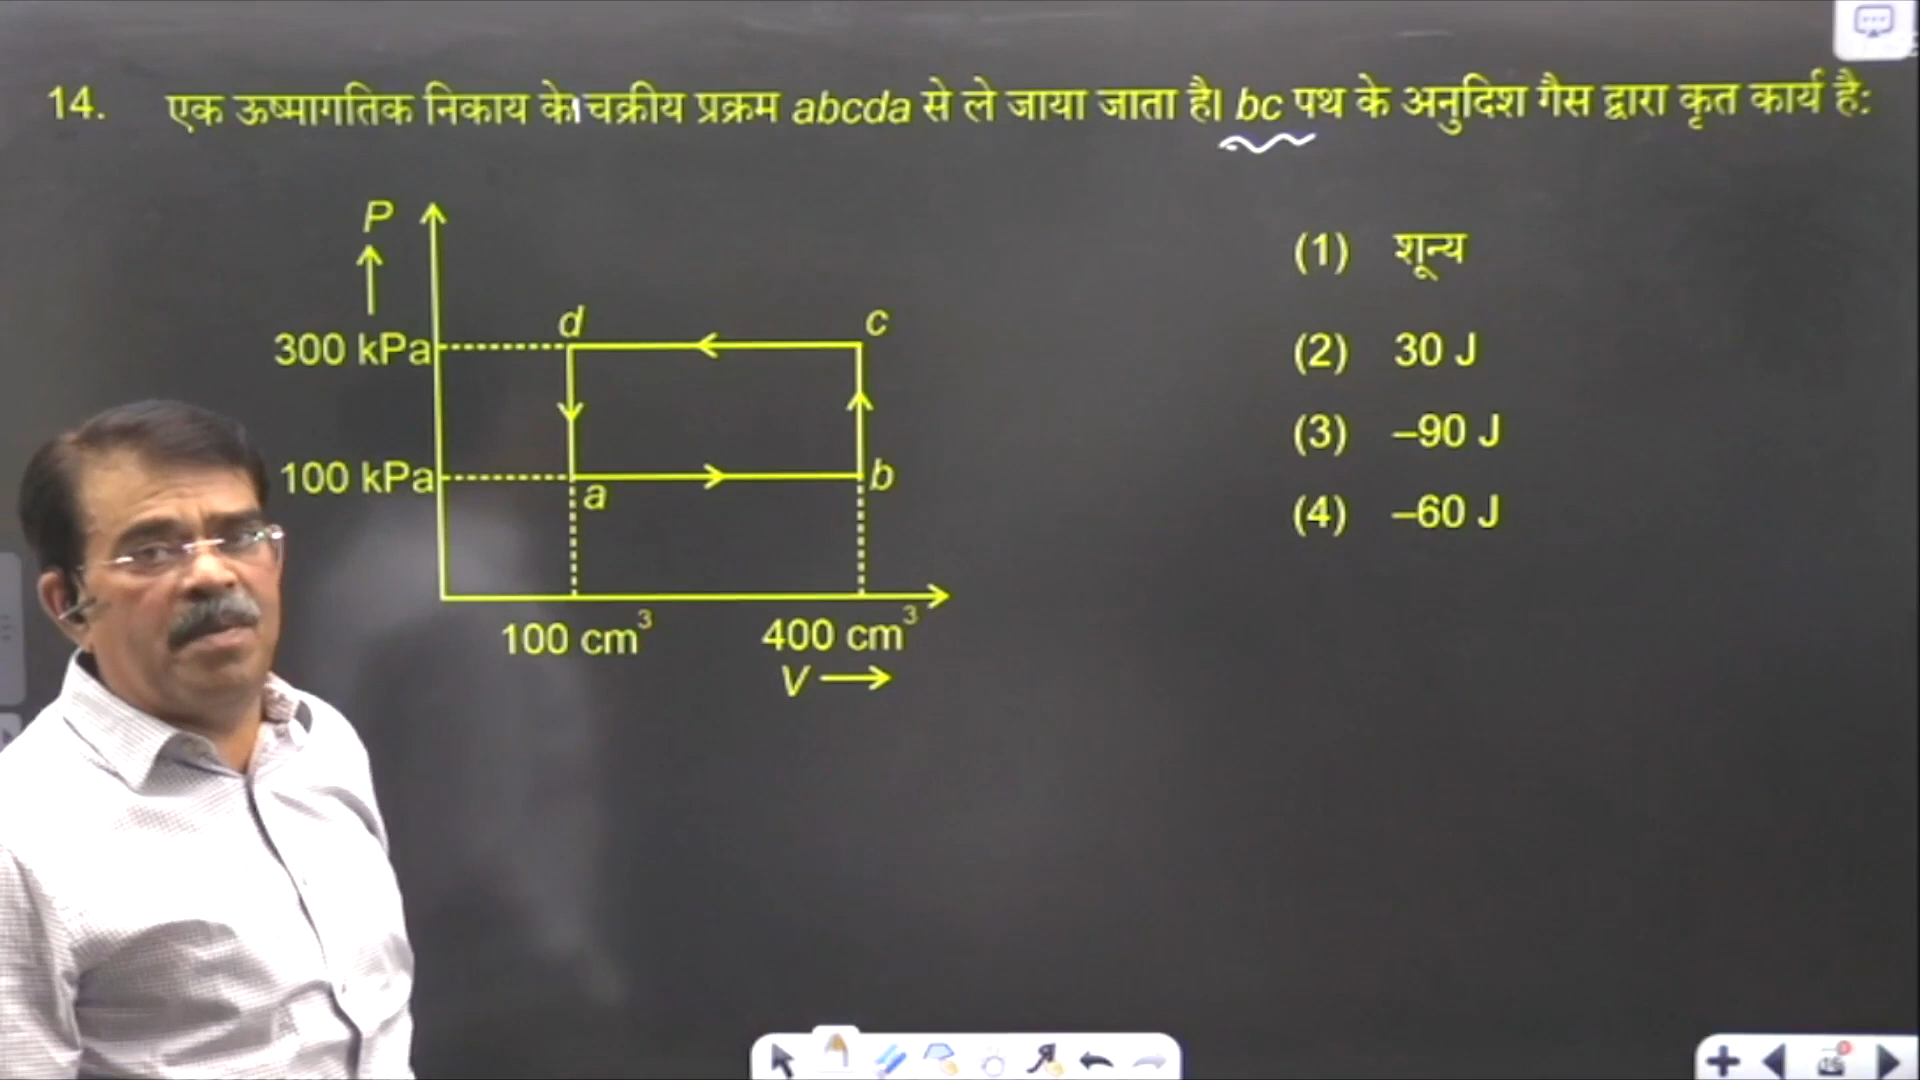 14. एक ऊष्मागतिक निकाय को चक्रीय प्रक्रम abcda से ले जाया जाता है। bc पथ के अनुदिश गैस द्वारा कृत कार्य है:
P
d
c
300 kPa
100 kPa
a
b
100 cm³
400 cm³
V
(1) शून्य
(2) 30 J
(3) –90 J
(4) –60 J